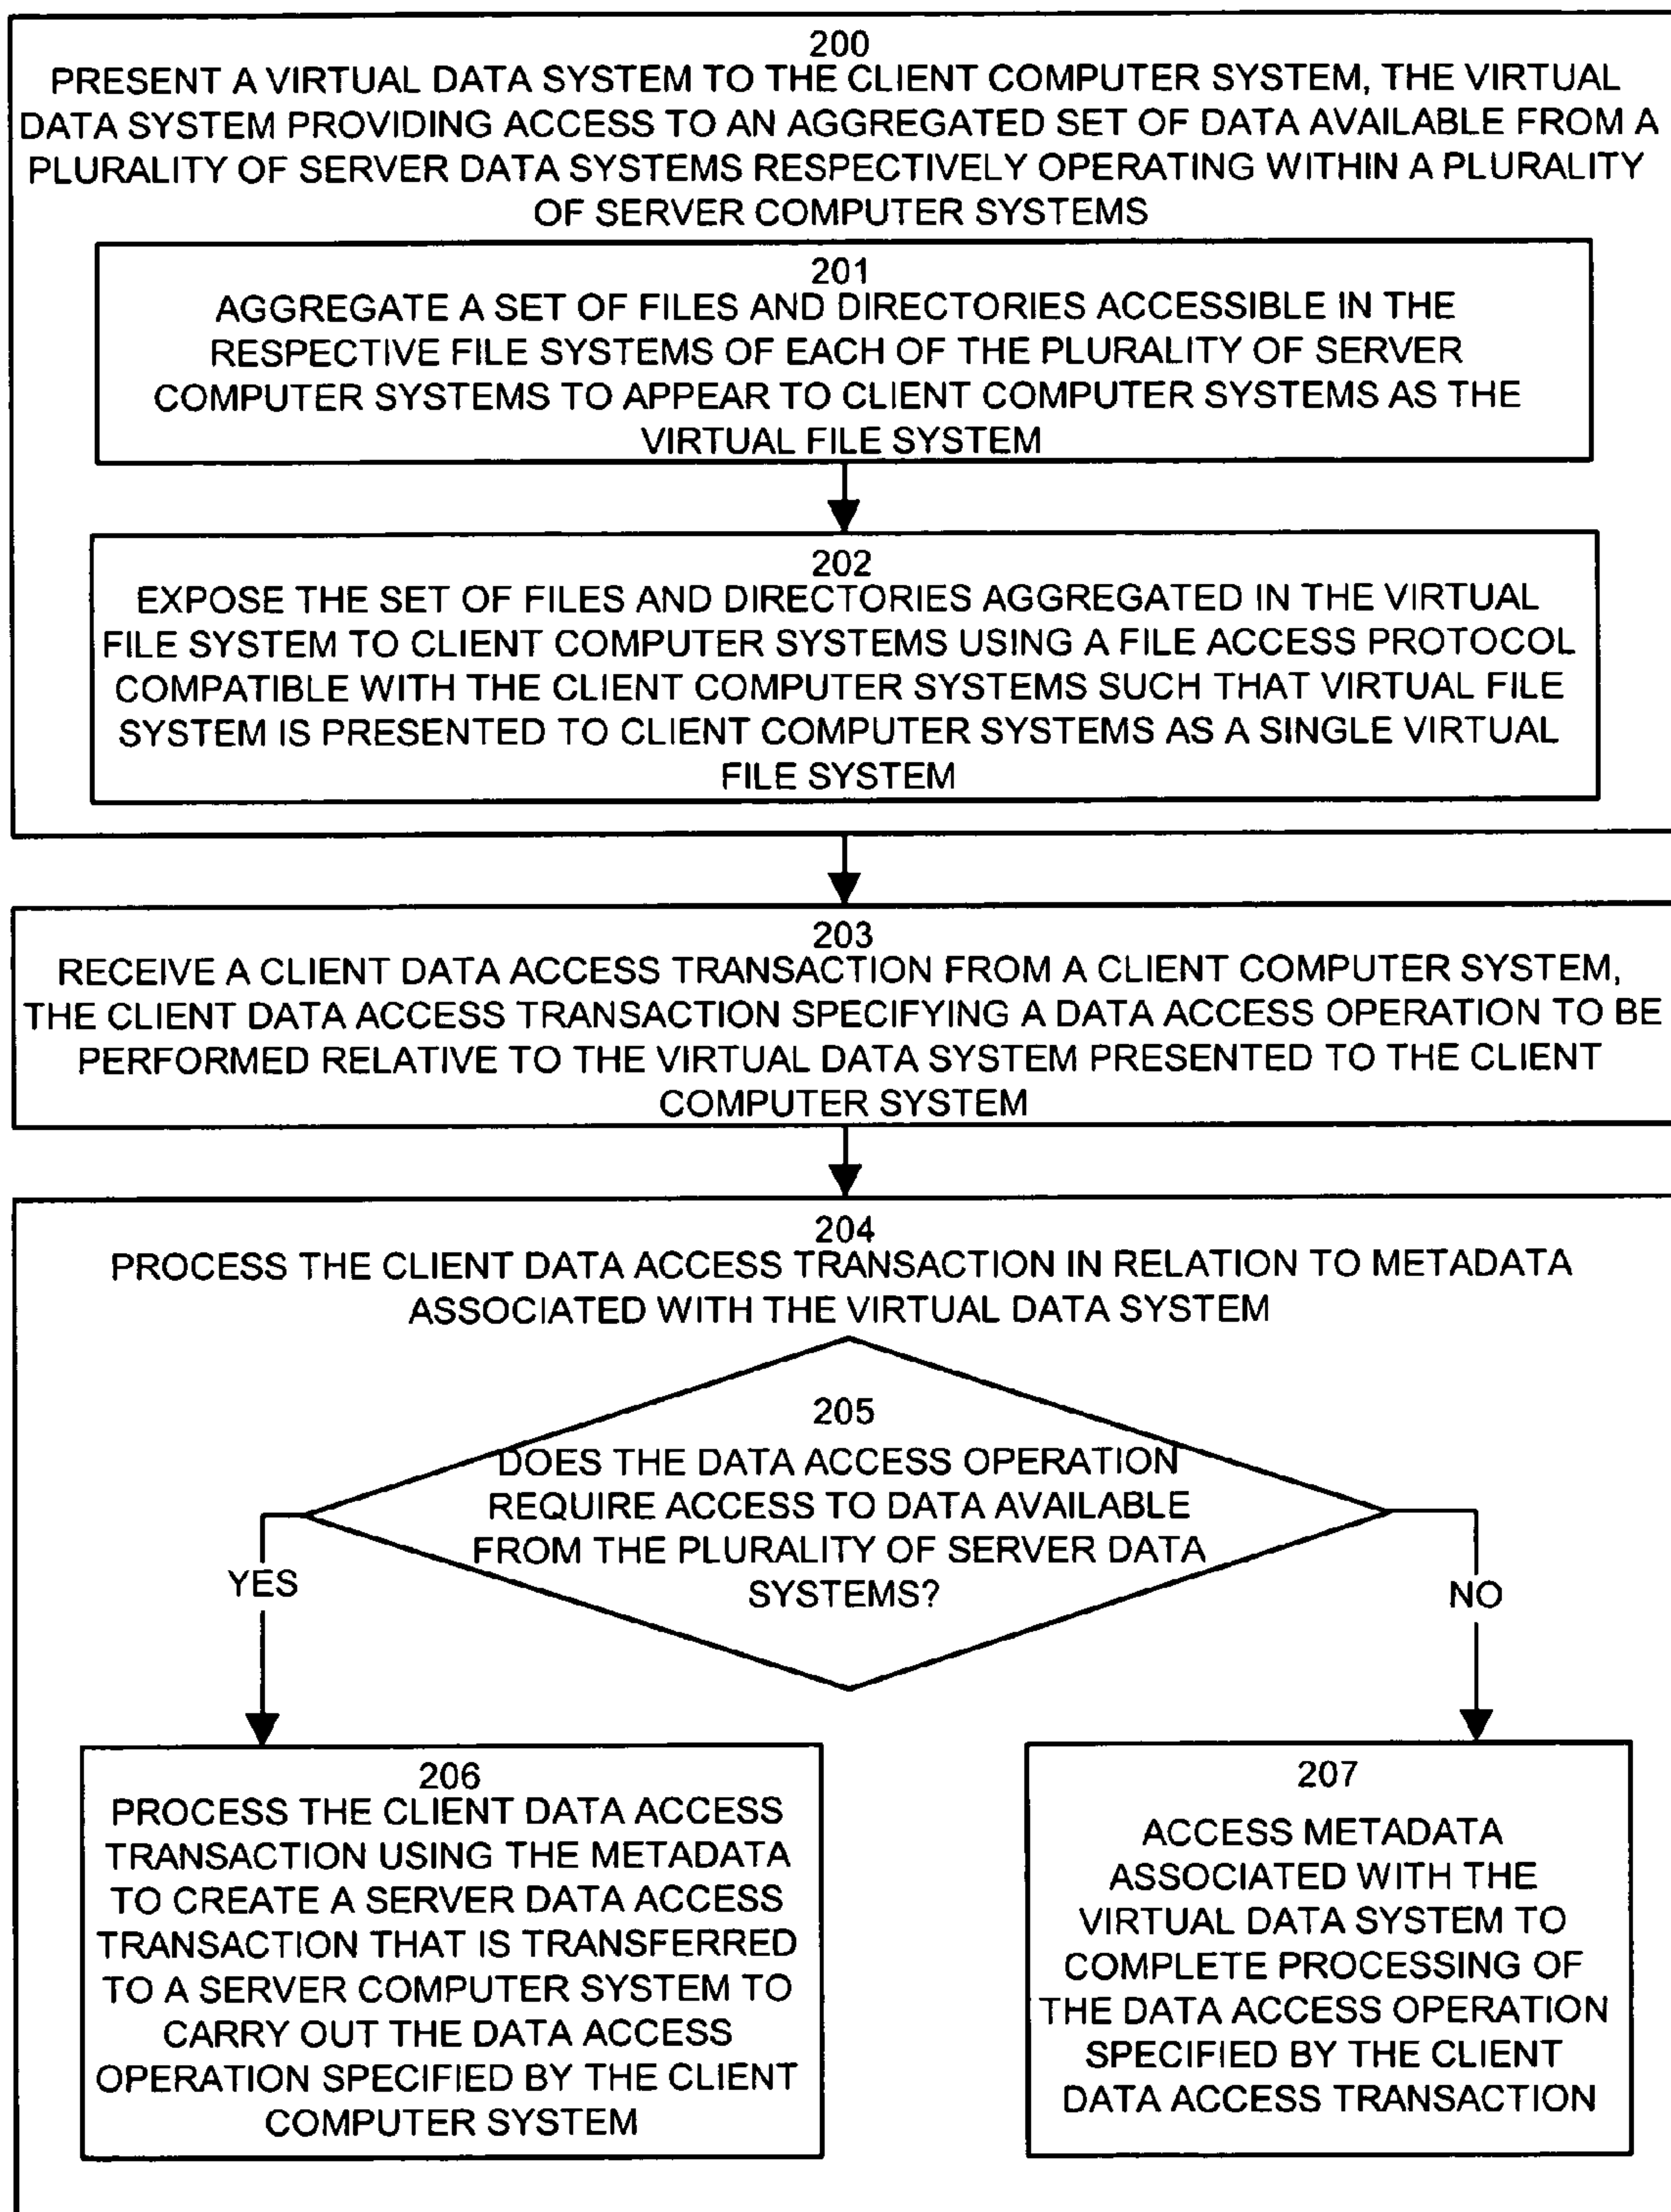 200
PRESENT A VIRTUAL DATA SYSTEM TO THE CLIENT COMPUTER SYSTEM, THE VIRTUAL
DATA SYSTEM PROVIDING ACCESS TO AN AGGREGATED SET OF DATA AVAILABLE FROM A
PLURALITY OF SERVER DATA SYSTEMS RESPECTIVELY OPERATING WITHIN A PLURALITY
OF SERVER COMPUTER SYSTEMS
201
AGGREGATE A SET OF FILES AND DIRECTORIES ACCESSIBLE IN THE
RESPECTIVE FILE SYSTEMS OF EACH OF THE PLURALITY OF SERVER
COMPUTER SYSTEMS TO APPEAR TO CLIENT COMPUTER SYSTEMS AS THE
VIRTUAL FILE SYSTEM
202
EXPOSE THE SET OF FILES AND DIRECTORIES AGGREGATED IN THE VIRTUAL
FILE SYSTEM TO CLIENT COMPUTER SYSTEMS USING A FILE ACCESS PROTOCOL
COMPATIBLE WITH THE CLIENT COMPUTER SYSTEMS SUCH THAT VIRTUAL FILE
SYSTEM IS PRESENTED TO CLIENT COMPUTER SYSTEMS AS A SINGLE VIRTUAL
FILE SYSTEM
203
RECEIVE A CLIENT DATA ACCESS TRANSACTION FROM A CLIENT COMPUTER SYSTEM,
THE CLIENT DATA ACCESS TRANSACTION SPECIFYING A DATA ACCESS OPERATION TO BE
PERFORMED RELATIVE TO THE VIRTUAL DATA SYSTEM PRESENTED TO THE CLIENT
COMPUTER SYSTEM
204
PROCESS THE CLIENT DATA ACCESS TRANSACTION IN RELATION TO METADATA
ASSOCIATED WITH THE VIRTUAL DATA SYSTEM
205
DOES THE DATA ACCESS OPERATION
REQUIRE ACCESS TO DATA AVAILABLE
FROM THE PLURALITY OF SERVER DATA
SYSTEMS?
YES
NO
206
PROCESS THE CLIENT DATA ACCESS
TRANSACTION USING THE METADATA
TO CREATE A SERVER DATA ACCESS
TRANSACTION THAT IS TRANSFERRED
TO A SERVER COMPUTER SYSTEM TO
CARRY OUT THE DATA ACCESS
OPERATION SPECIFIED BY THE CLIENT
COMPUTER SYSTEM
207
ACCESS METADATA
ASSOCIATED WITH THE
VIRTUAL DATA SYSTEM TO
COMPLETE PROCESSING OF
THE DATA ACCESS OPERATION
SPECIFIED BY THE CLIENT
DATA ACCESS TRANSACTION